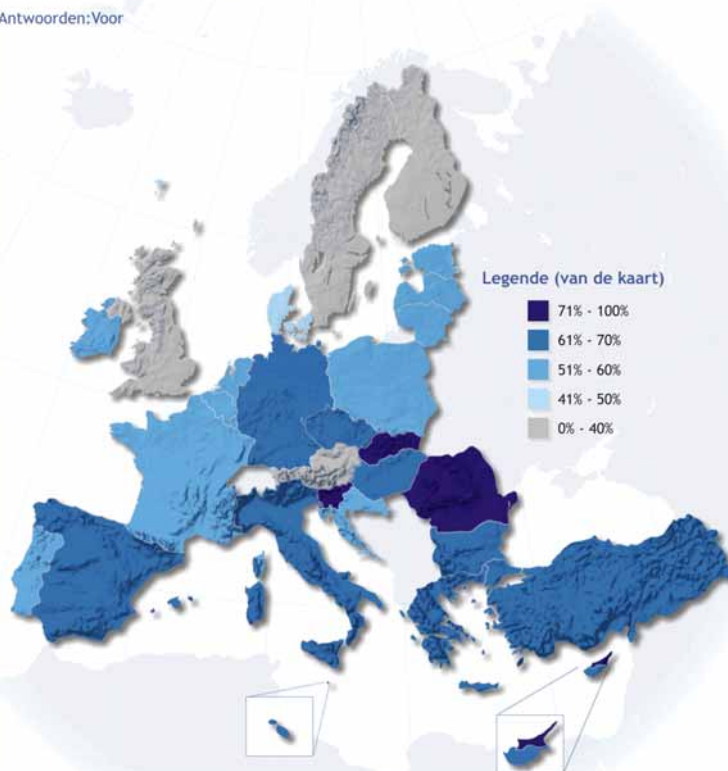 Antwoorden:Voor
Legende (van de kaart)
71% - 100%
61% - 70%
51% - 60%
41% - 50%
0% - 40%